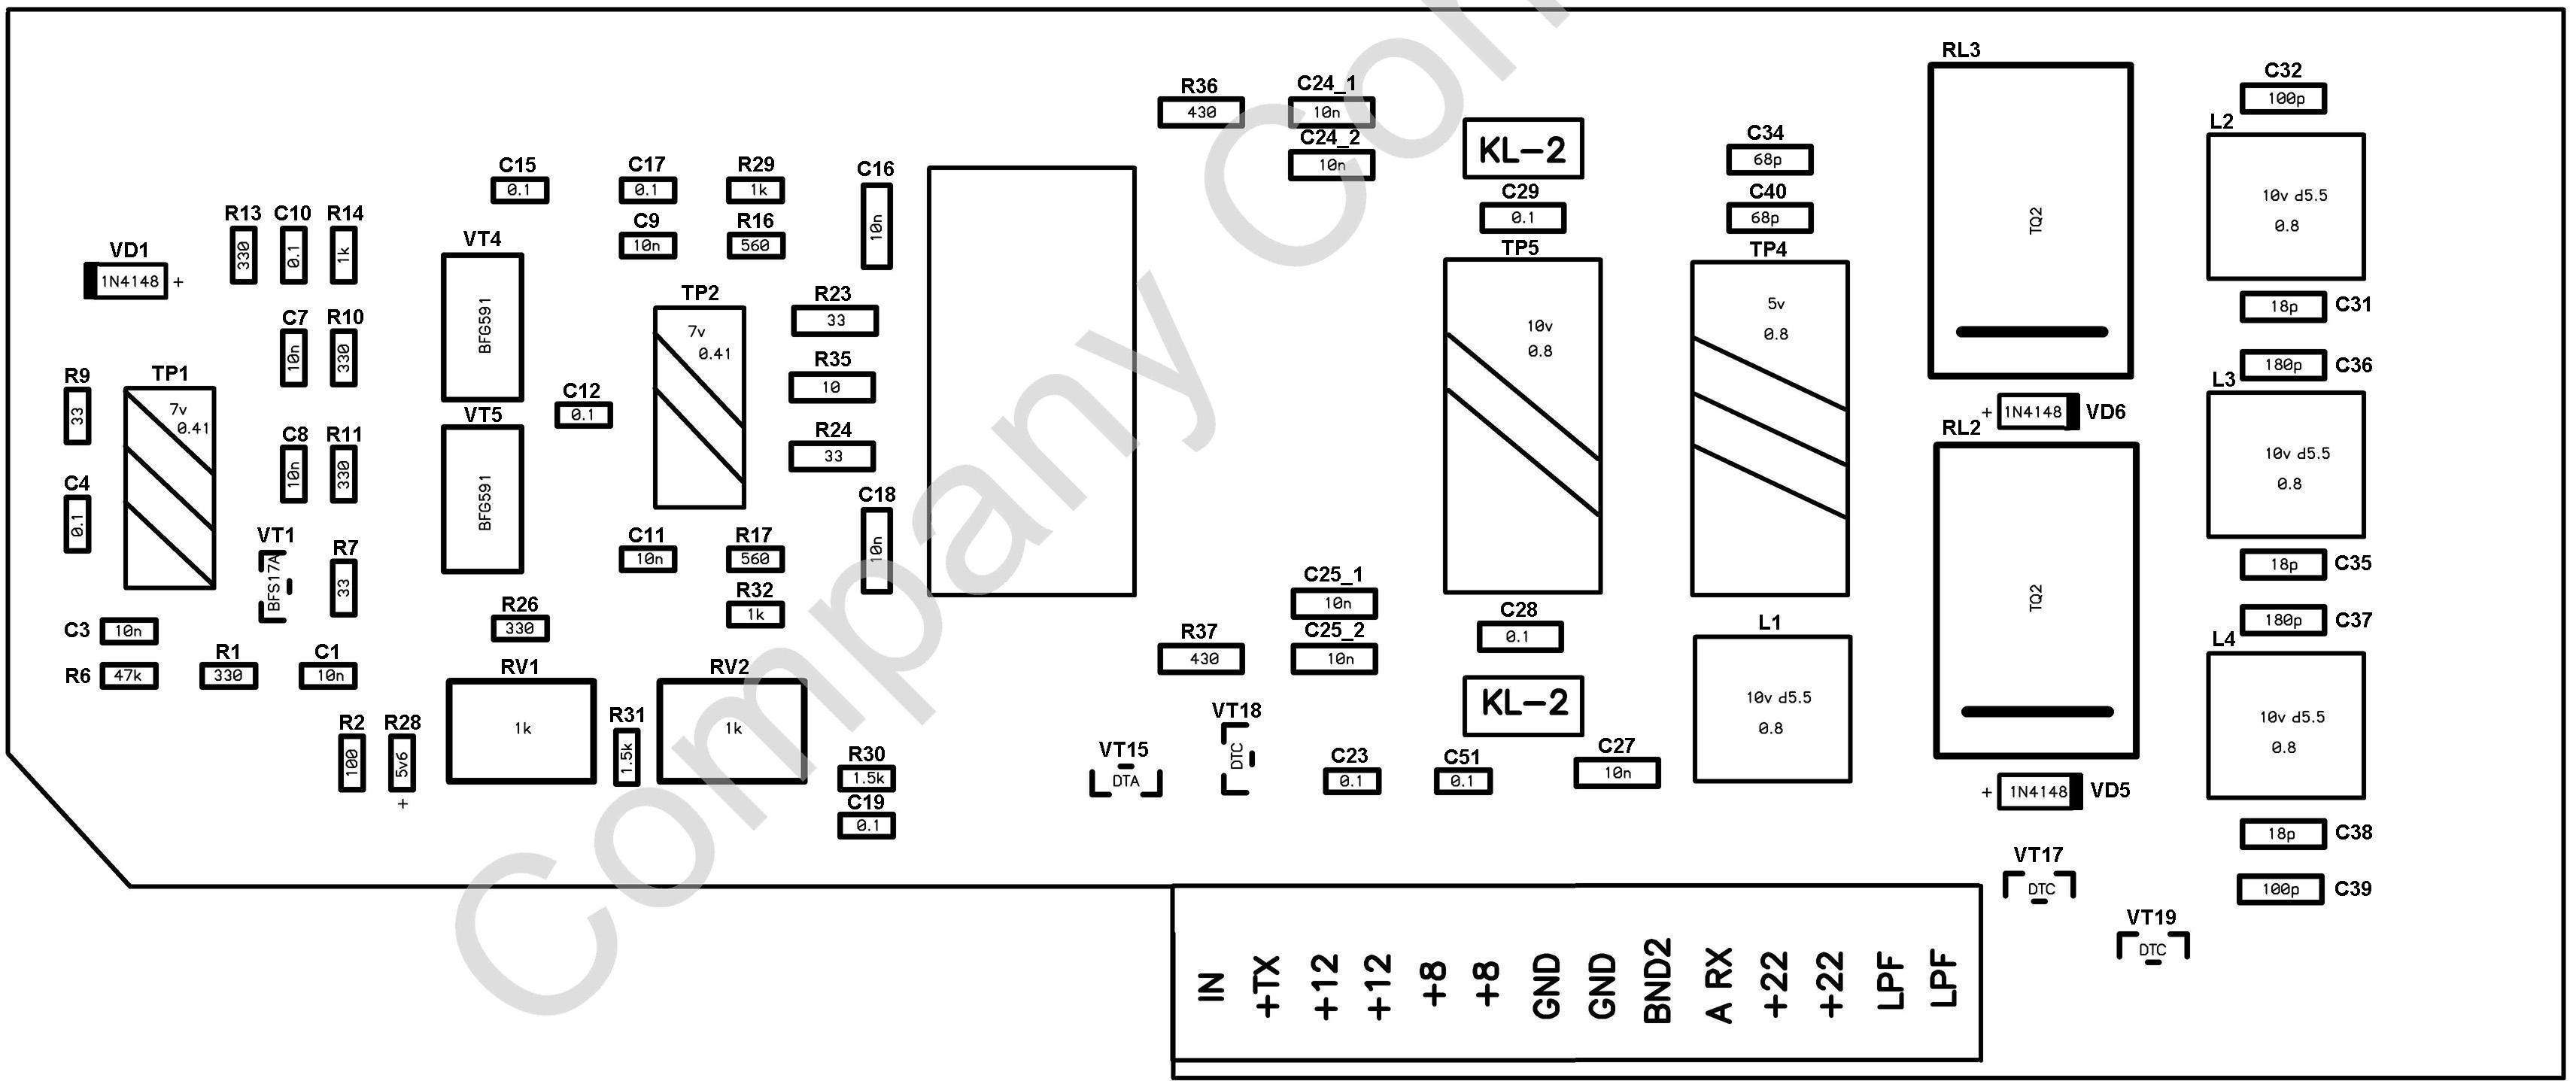 RL3
C32
100p
R36
430
C24_1
10n
C24_2
10n
KL-2
C34
68p
L2
10v d5.5
0.8
C15
0.1
C17
0.1
R29
1k
C16
10n
C29
0.1
C40
68p
TQ2
R13
330
C10
0.1
R14
1k
VT4
BFG591
C9
10n
R16
560
TP5
10v
0.8
TP4
5v
0.8
VD1
1N4148 +
TP2
7v
0.41
R23
33
18p C31
C7
10n
R10
330
R35
10
180p C36
R9
33
TP1
7v
0.41
C12
0.1
L3
10v d5.5
0.8
+ 1N4148 VD6
VT5
BFG591
RL2
TQ2
C8
10n
R11
330
R24
33
C4
0.1
C18
10n
VT1
BFS17A
R7
33
C11
10n
R17
560
18p C35
C25_1
10n
R32
1k
C28
0.1
180p C37
C3 10n
R26
330
R37
430
C25_2
10n
L1
10v d5.5
0.8
L4
10v d5.5
0.8
R6 47k
R1
330
C1
10n
RV1
1k
RV2
1k
KL-2
R2
100
R28
5v6
+
R31
1.5k
VT18
DTC
VT15
DTA
R30
1.5k
C23
0.1
C51
0.1
C27
10n
+ 1N4148 VD5
C19
0.1
18p C38
VT17
DTC
100p C39
VT19
DTC
IN
+TX
+12
+12
+8
+8
GND
GND
BND2
A RX
+22
+22
LPF
LPF
Company Con